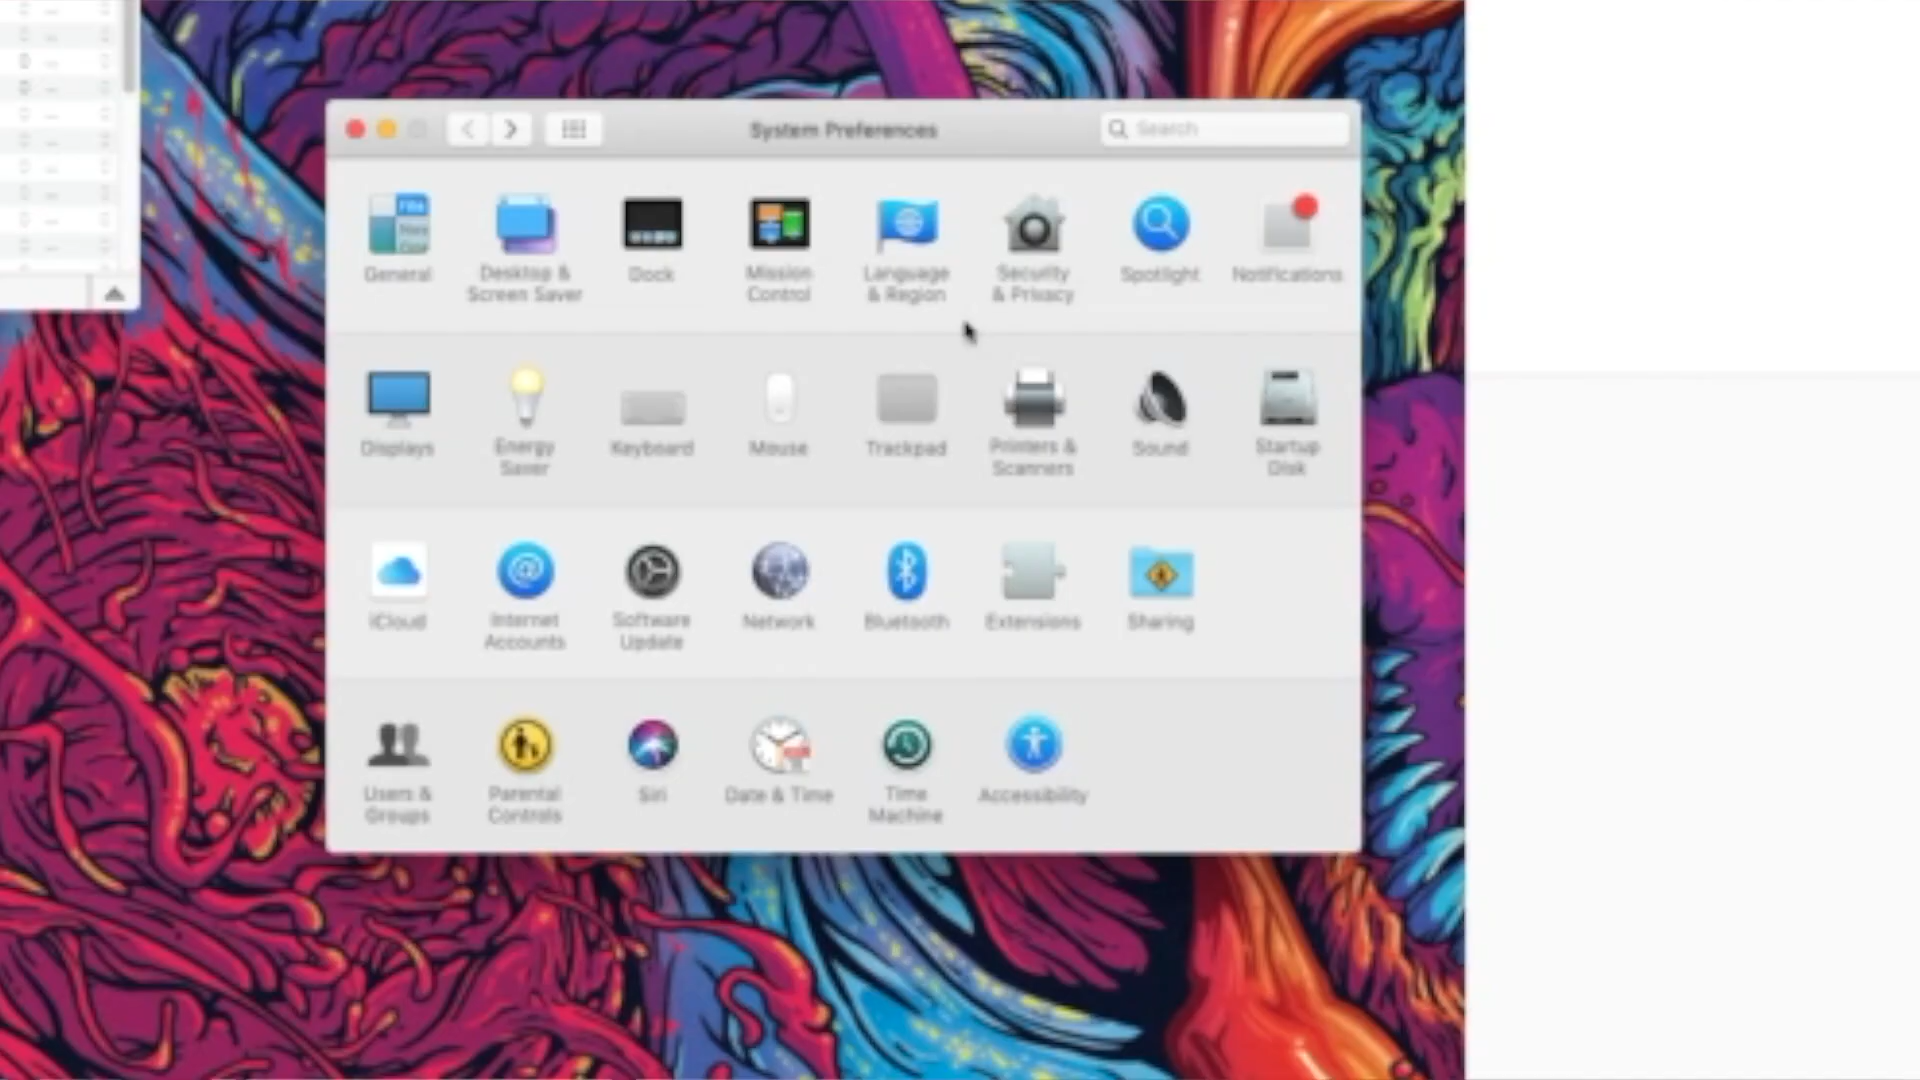 System Preferences
Search
General
Desktop &
Screen Saver
Dock
Mission
Control
Language
& Region
Security
& Privacy
Spotlight
Notifications
Displays
Energy
Saver
Keyboard
Mouse
Trackpad
Printers &
Scanners
Sound
Startup
Disk
iCloud
Internet
Accounts
Software
Update
Network
Bluetooth
Extensions
Sharing
Users &
Groups
Parental
Controls
Siri
Date & Time
Time
Machine
Accessibility